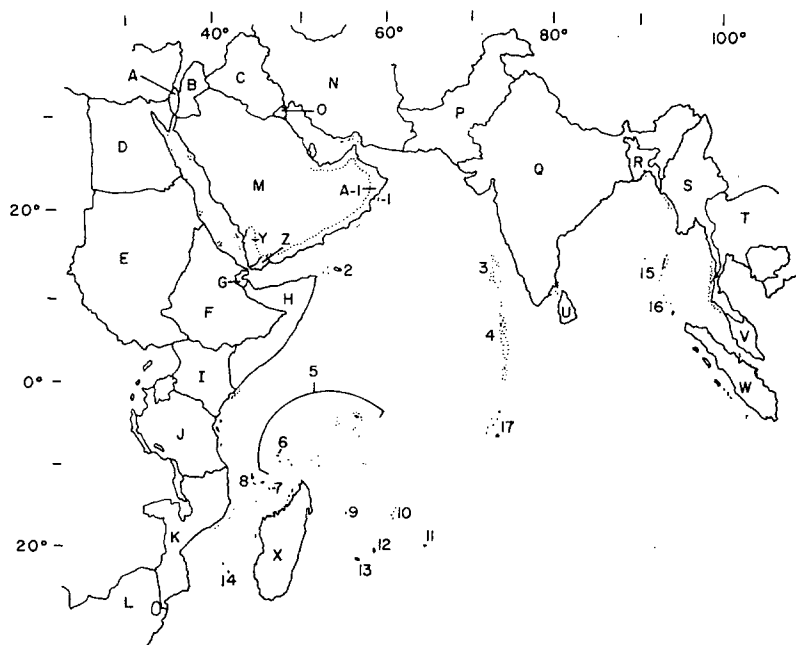 I 40° I 60° I 80° I 100°
A B C N O P
D M Q R S
20° A-1 1 T
Y Z
E G 2 3 15
F H 16
4 U V
0° I 5 W
J 6 17
8 7
K 9 10
20° X 12 11
L 14 13